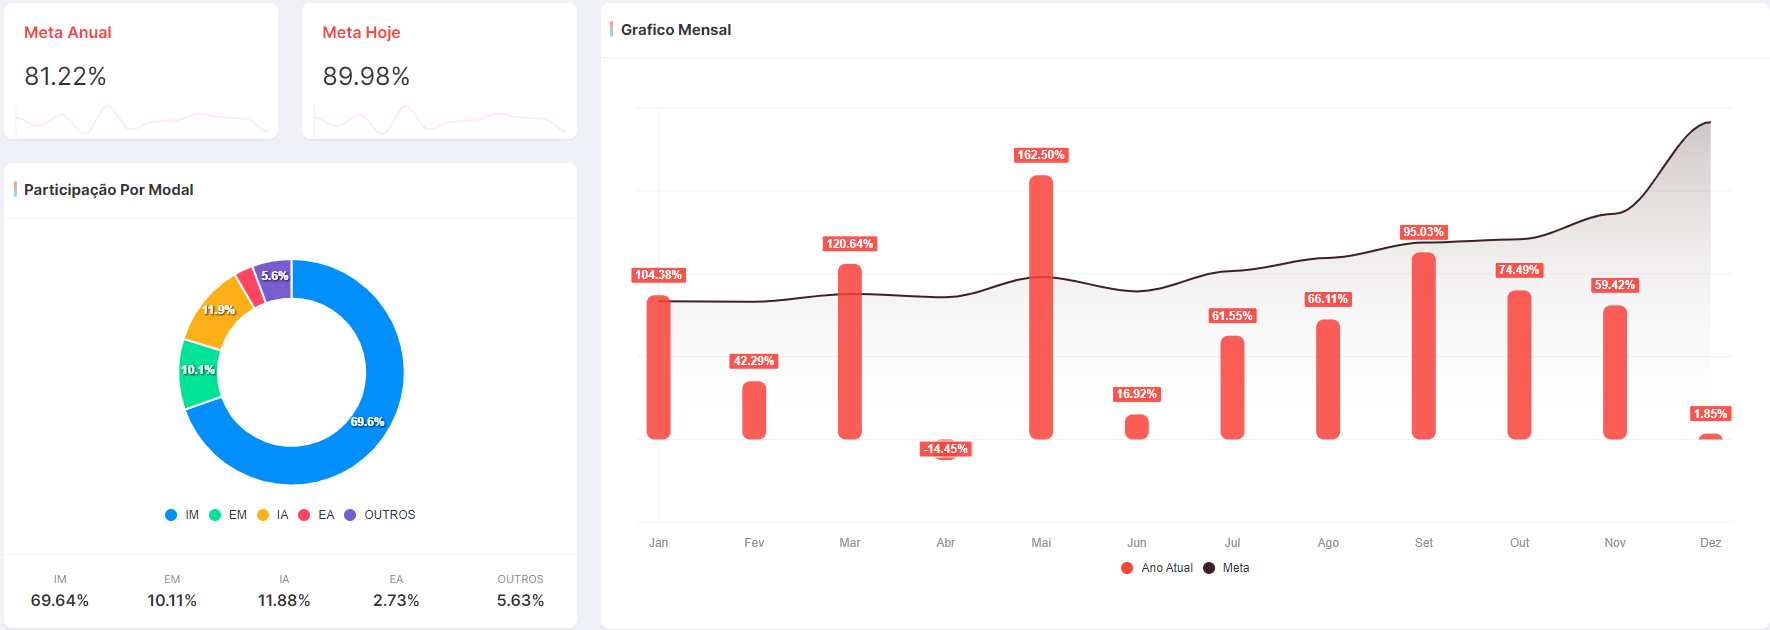 Meta Anual
81.22%
Meta Hoje
89.98%
Participação Por Modal
5.6%
11.9%
10.1%
69.6%
IM EM IA EA OUTROS
IM EM IA EA OUTROS
69.64% 10.11% 11.88% 2.73% 5.63%
Grafico Mensal
104.38%
42.29%
120.64%
-14.45%
162.50%
16.92%
61.55%
66.11%
95.03%
74.49%
59.42%
1.85%
Jan Fev Mar Abr Mai Jun Jul Ago Set Out Nov Dez
Ano Atual Meta